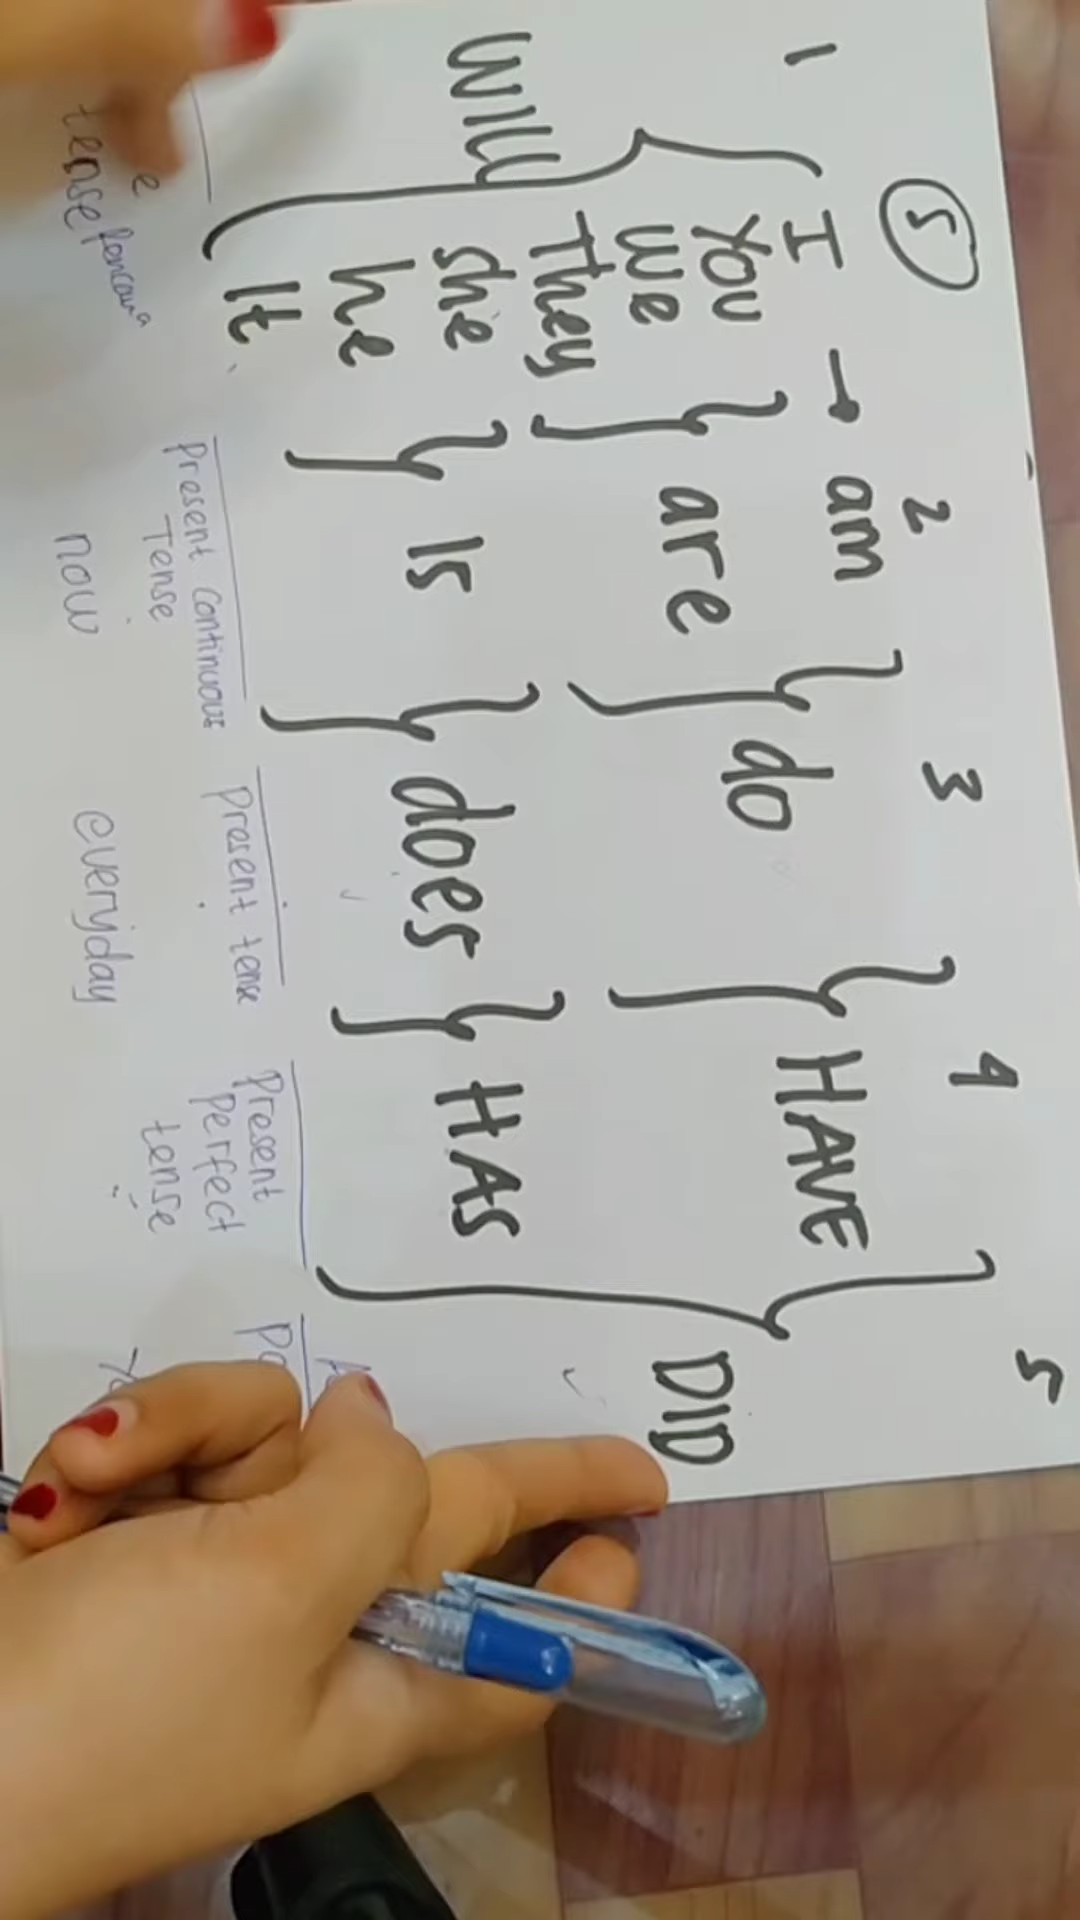 5
1 2 3 4 5
I → am
You
We are do HAVE
They
WILL DID
she
he Is does HAS
It
tense Present continuous Tense Present tense Present perfect tense
now everyday